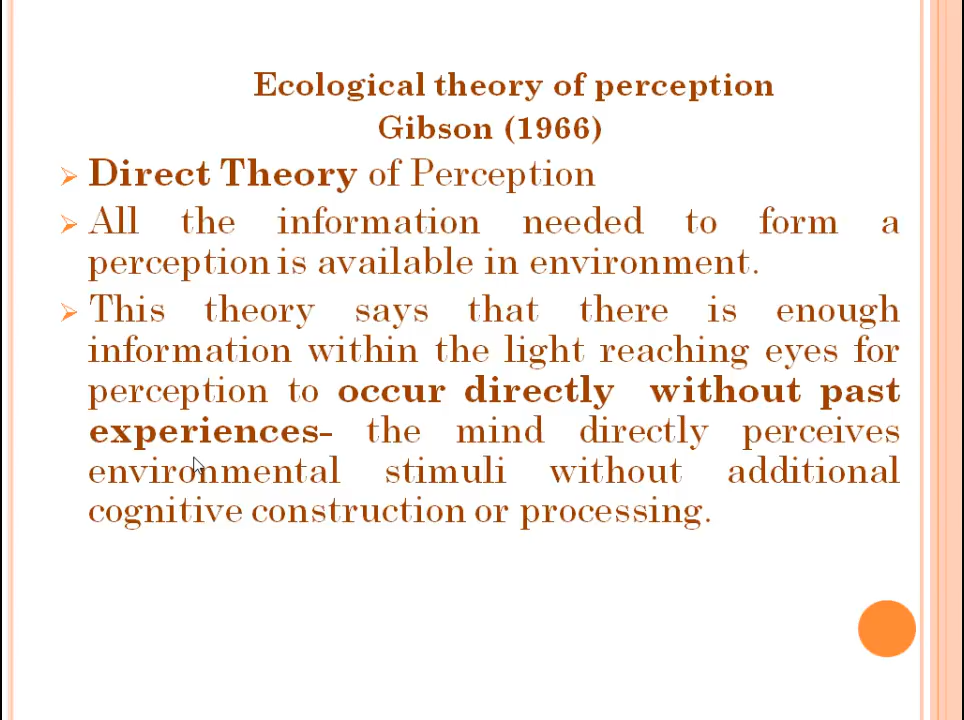 Ecological theory of perception
Gibson (1966)
Direct Theory of Perception
All the information needed to form a
perception is available in environment.
This theory says that there is enough
information within the light reaching eyes for
perception to occur directly without past
experiences- the mind directly perceives
environmental stimuli without additional
cognitive construction or processing.